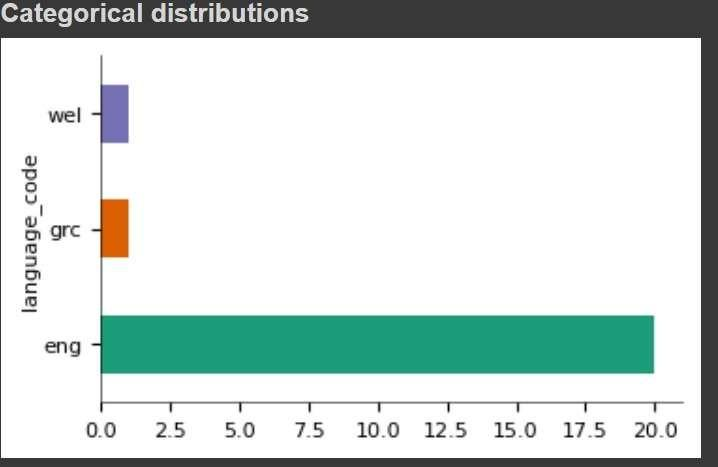 Categorical distributions
wel
grc
eng
language_code
0.0 2.5 5.0 7.5 10.0 12.5 15.0 17.5 20.0